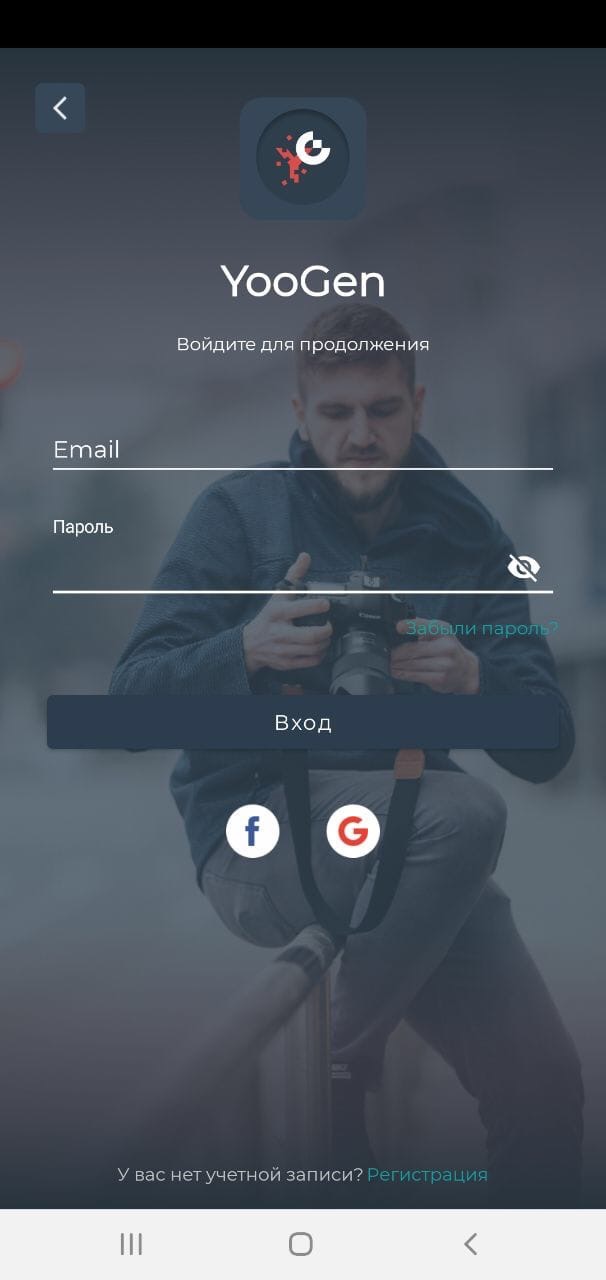 YooGen
Войдите для продолжения
Email
Пароль
Забыли пароль?
Вход
У вас нет учетной записи? Регистрация